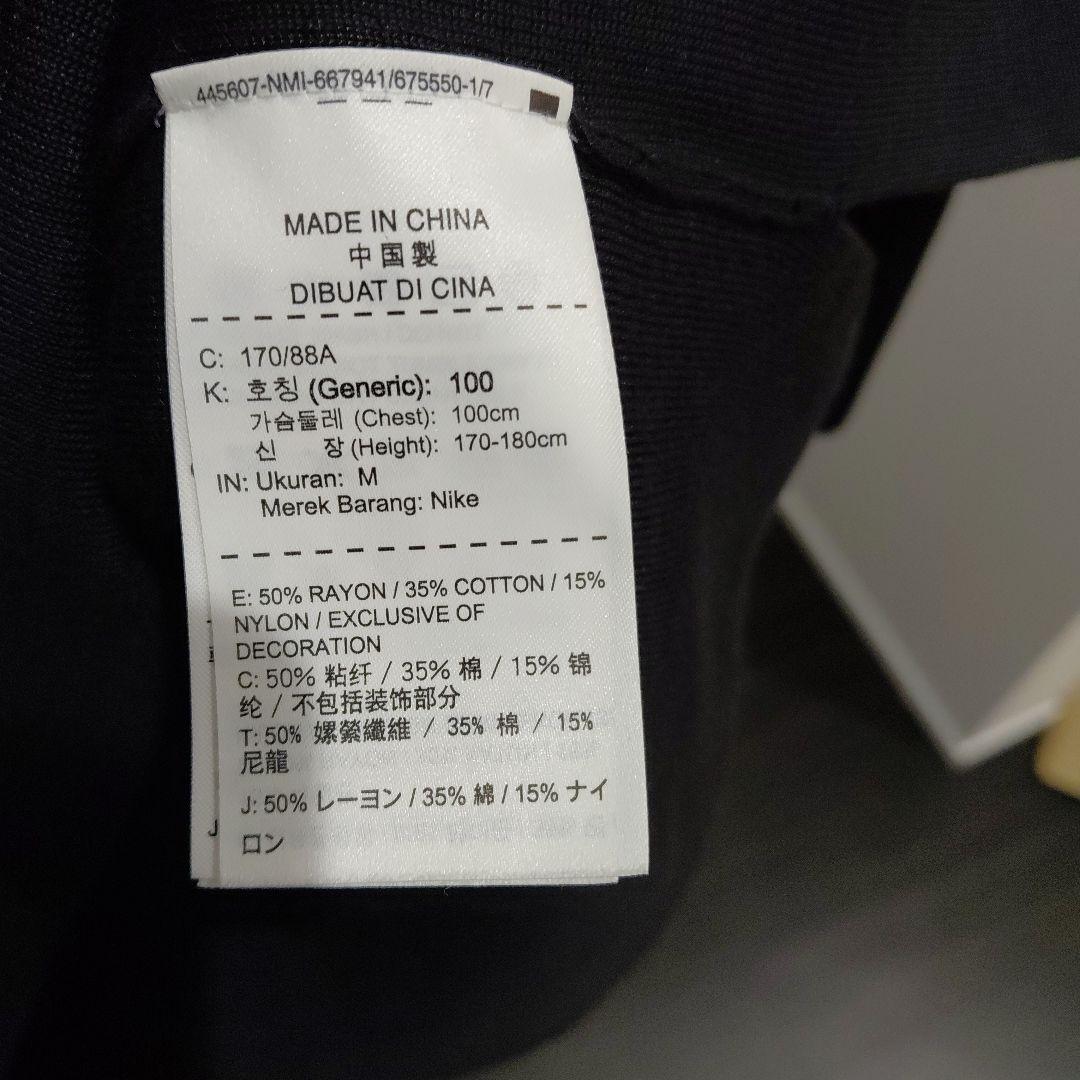 445607-NMI-667941/675550-1/7
MADE IN CHINA
中国製
DIBUAT DI CINA
C: 170/88A
K: 호칭 (Generic): 100
가슴둘레 (Chest): 100cm
신 장 (Height): 170-180cm
IN: Ukuran: M
Merek Barang: Nike
E: 50% RAYON / 35% COTTON / 15%
NYLON / EXCLUSIVE OF
DECORATION
C: 50% 粘纤 / 35% 棉 / 15% 锦
纶 / 不包括装饰部分
T: 50% 嫘縈纖維 / 35% 棉 / 15%
尼龍
J: 50% レーヨン / 35% 綿 / 15% ナイ
ロン